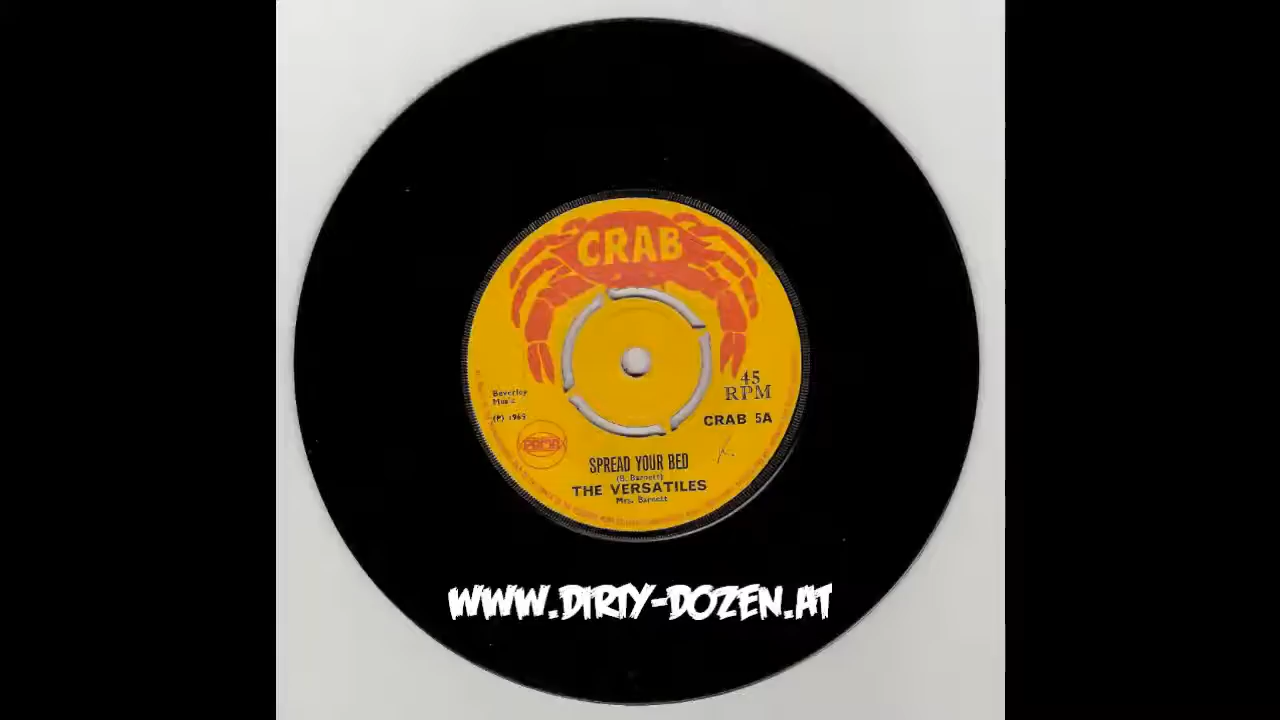 CRAB
45
RPM
Beverley
Music
(P) 1969
CRAB 5A
PAMA
SPREAD YOUR BED
(B. Barnett)
THE VERSATILES
Mrs. Barnett
WWW.DIRTY-DOZEN.AT